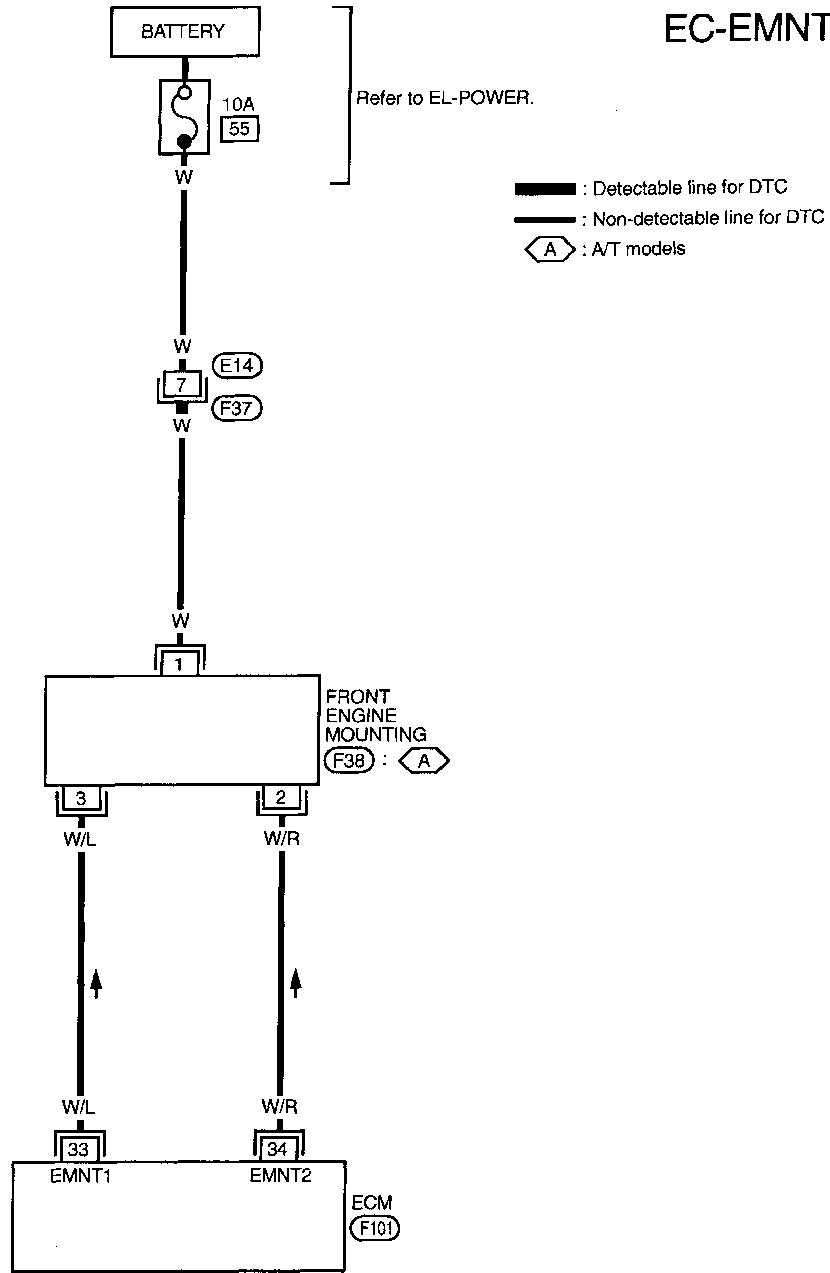 EC-EMNT
BATTERY
10A
55
Refer to EL-POWER.
W
: Detectable line for DTC
: Non-detectable line for DTC
A : A/T models
W
E14
7
F37
W
W
1
FRONT
ENGINE
MOUNTING
F38 : A
3
2
W/L
W/R
W/L
W/R
33
34
EMNT1
EMNT2
ECM
F101